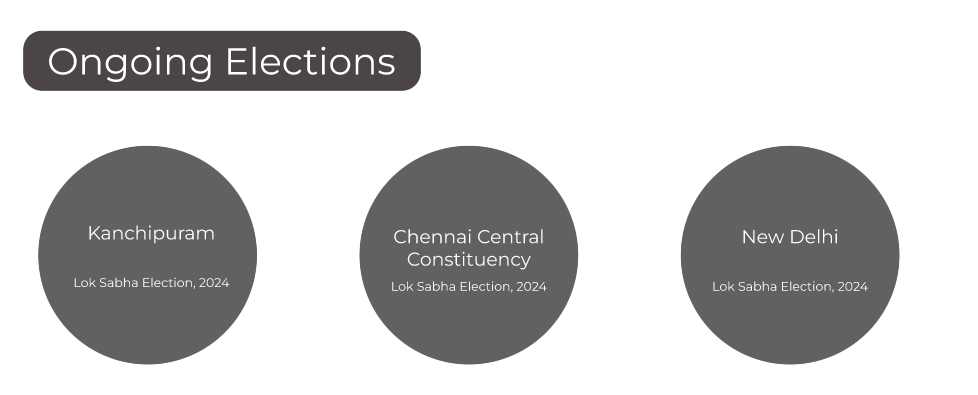 Ongoing Elections
Kanchipuram
Lok Sabha Election, 2024
Chennai Central
Constituency
Lok Sabha Election, 2024
New Delhi
Lok Sabha Election, 2024